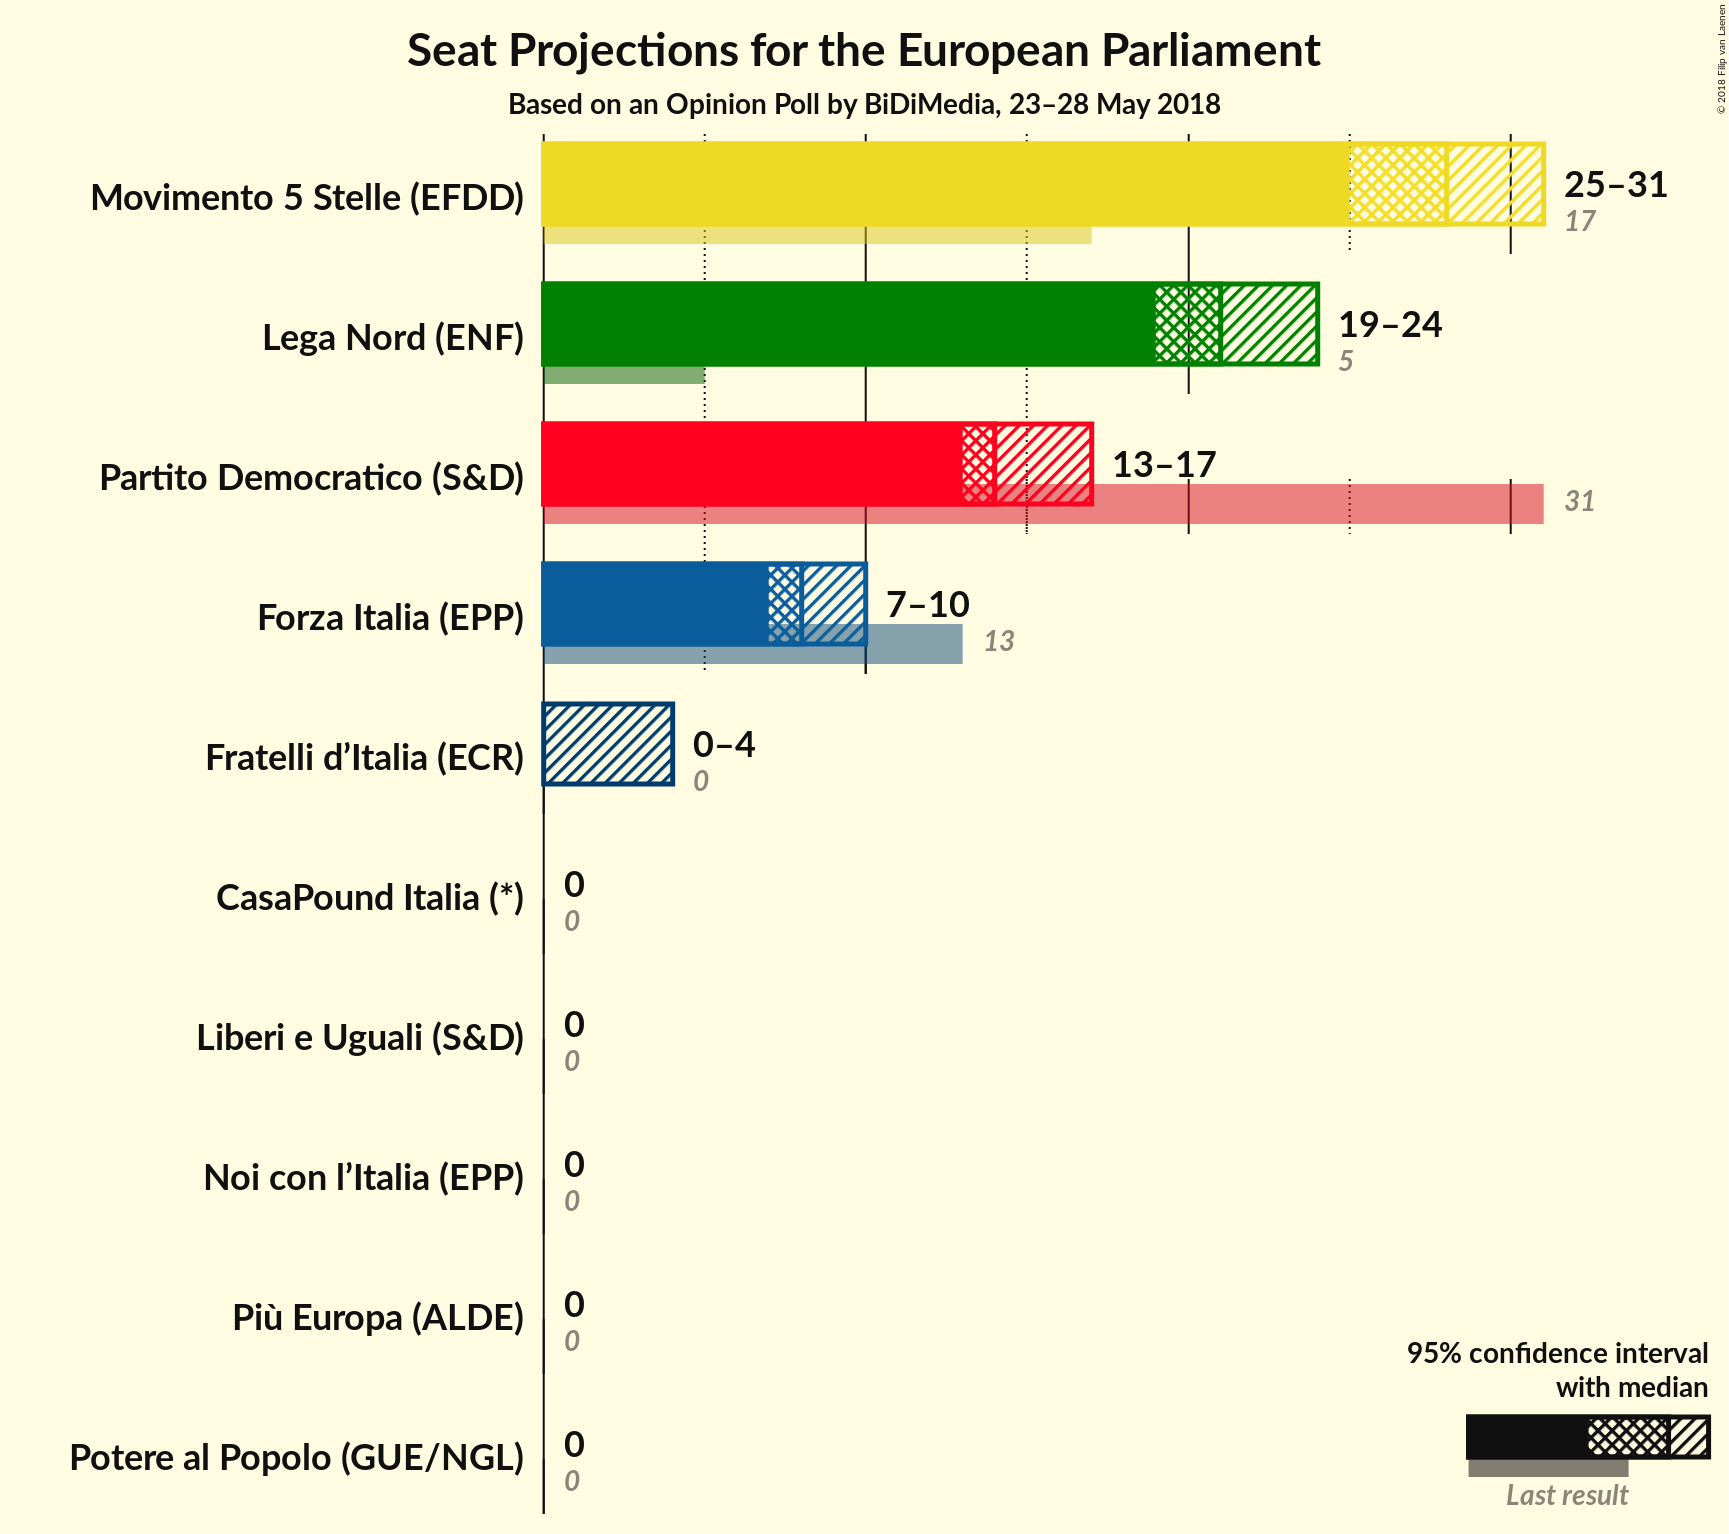 Seat Projections for the European Parliament
Based on an Opinion Poll by BiDiMedia, 23–28 May 2018
© 2018 Filip van Laenen
Movimento 5 Stelle (EFDD)
25–31
17
Lega Nord (ENF)
19–24
5
Partito Democratico (S&D)
13–17
31
Forza Italia (EPP)
7–10
13
Fratelli d’Italia (ECR)
0–4
0
CasaPound Italia (*)
0
0
Liberi e Uguali (S&D)
0
0
Noi con l’Italia (EPP)
0
0
Più Europa (ALDE)
0
0
Potere al Popolo (GUE/NGL)
0
0
95% confidence interval
with median
Last result